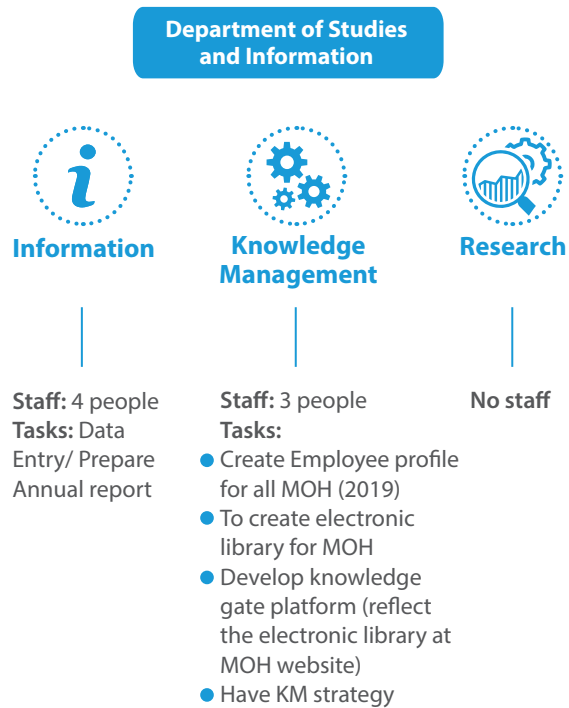 Department of Studies
and Information
Information
Staff: 4 people
Tasks: Data
Entry/ Prepare
Annual report
Knowledge
Management
Staff: 3 people
Tasks:
Create Employee profile
for all MOH (2019)
To create electronic
library for MOH
Develop knowledge
gate platform (reflect
the electronic library at
MOH website)
Have KM strategy
Research
No staff